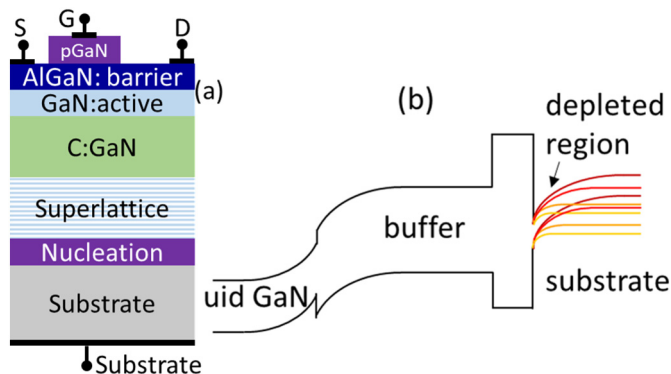 G
S
D
pGaN
AlGaN: barrier
(a)
GaN:active
C:GaN
Superlattice
Nucleation
Substrate
Substrate
(b)
depleted
region
buffer
uid GaN
substrate